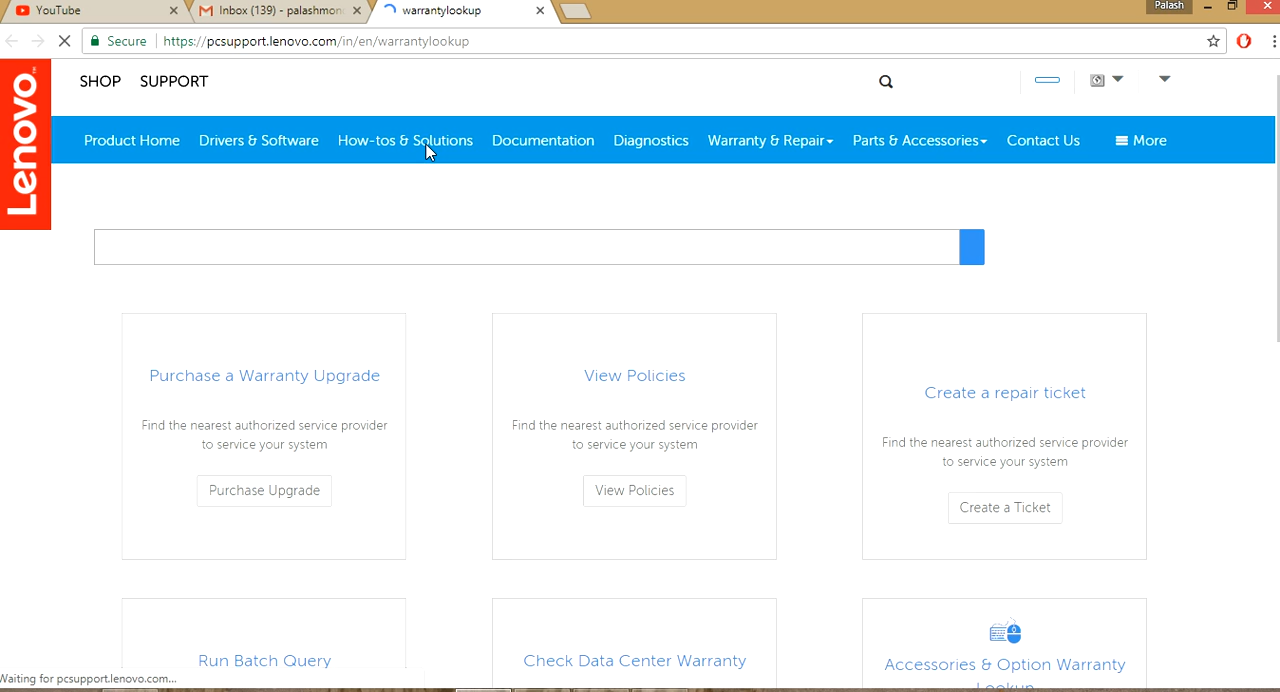 YouTube
Inbox (139) - palashmon
warrantylookup
Palash
Secure
https://pcsupport.lenovo.com/in/en/warrantylookup
Lenovo™
SHOP SUPPORT
Product Home Drivers & Software How-tos & Solutions Documentation Diagnostics Warranty & Repair Parts & Accessories Contact Us More
Purchase a Warranty Upgrade
Find the nearest authorized service provider
to service your system
Purchase Upgrade
View Policies
Find the nearest authorized service provider
to service your system
View Policies
Create a repair ticket
Find the nearest authorized service provider
to service your system
Create a Ticket
Run Batch Query
Check Data Center Warranty
Accessories & Option Warranty
Lookup
Waiting for pcsupport.lenovo.com...